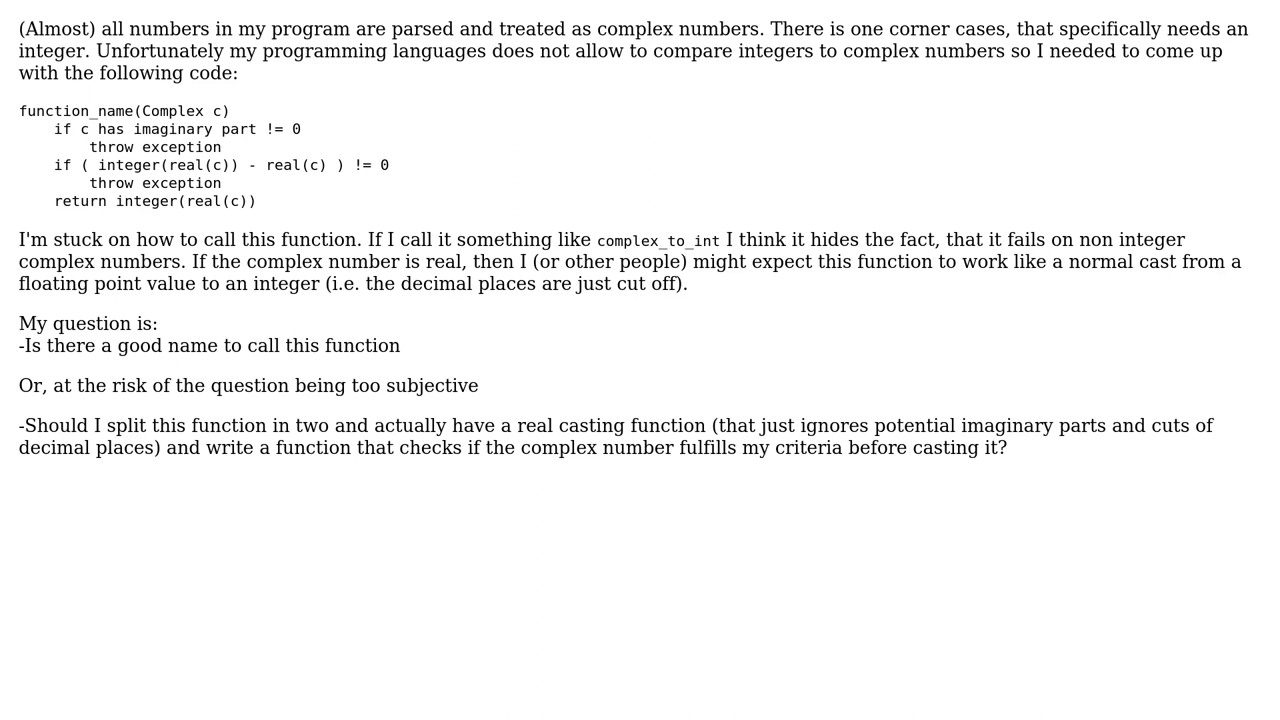 (Almost) all numbers in my program are parsed and treated as complex numbers. There is one corner cases, that specifically needs an
integer. Unfortunately my programming languages does not allow to compare integers to complex numbers so I needed to come up
with the following code:
function_name(Complex c)
    if c has imaginary part != 0
        throw exception
    if ( integer(real(c)) - real(c) ) != 0
        throw exception
    return integer(real(c))
I'm stuck on how to call this function. If I call it something like complex_to_int I think it hides the fact, that it fails on non integer
complex numbers. If the complex number is real, then I (or other people) might expect this function to work like a normal cast from a
floating point value to an integer (i.e. the decimal places are just cut off).
My question is:
-Is there a good name to call this function
Or, at the risk of the question being too subjective
-Should I split this function in two and actually have a real casting function (that just ignores potential imaginary parts and cuts of
decimal places) and write a function that checks if the complex number fulfills my criteria before casting it?